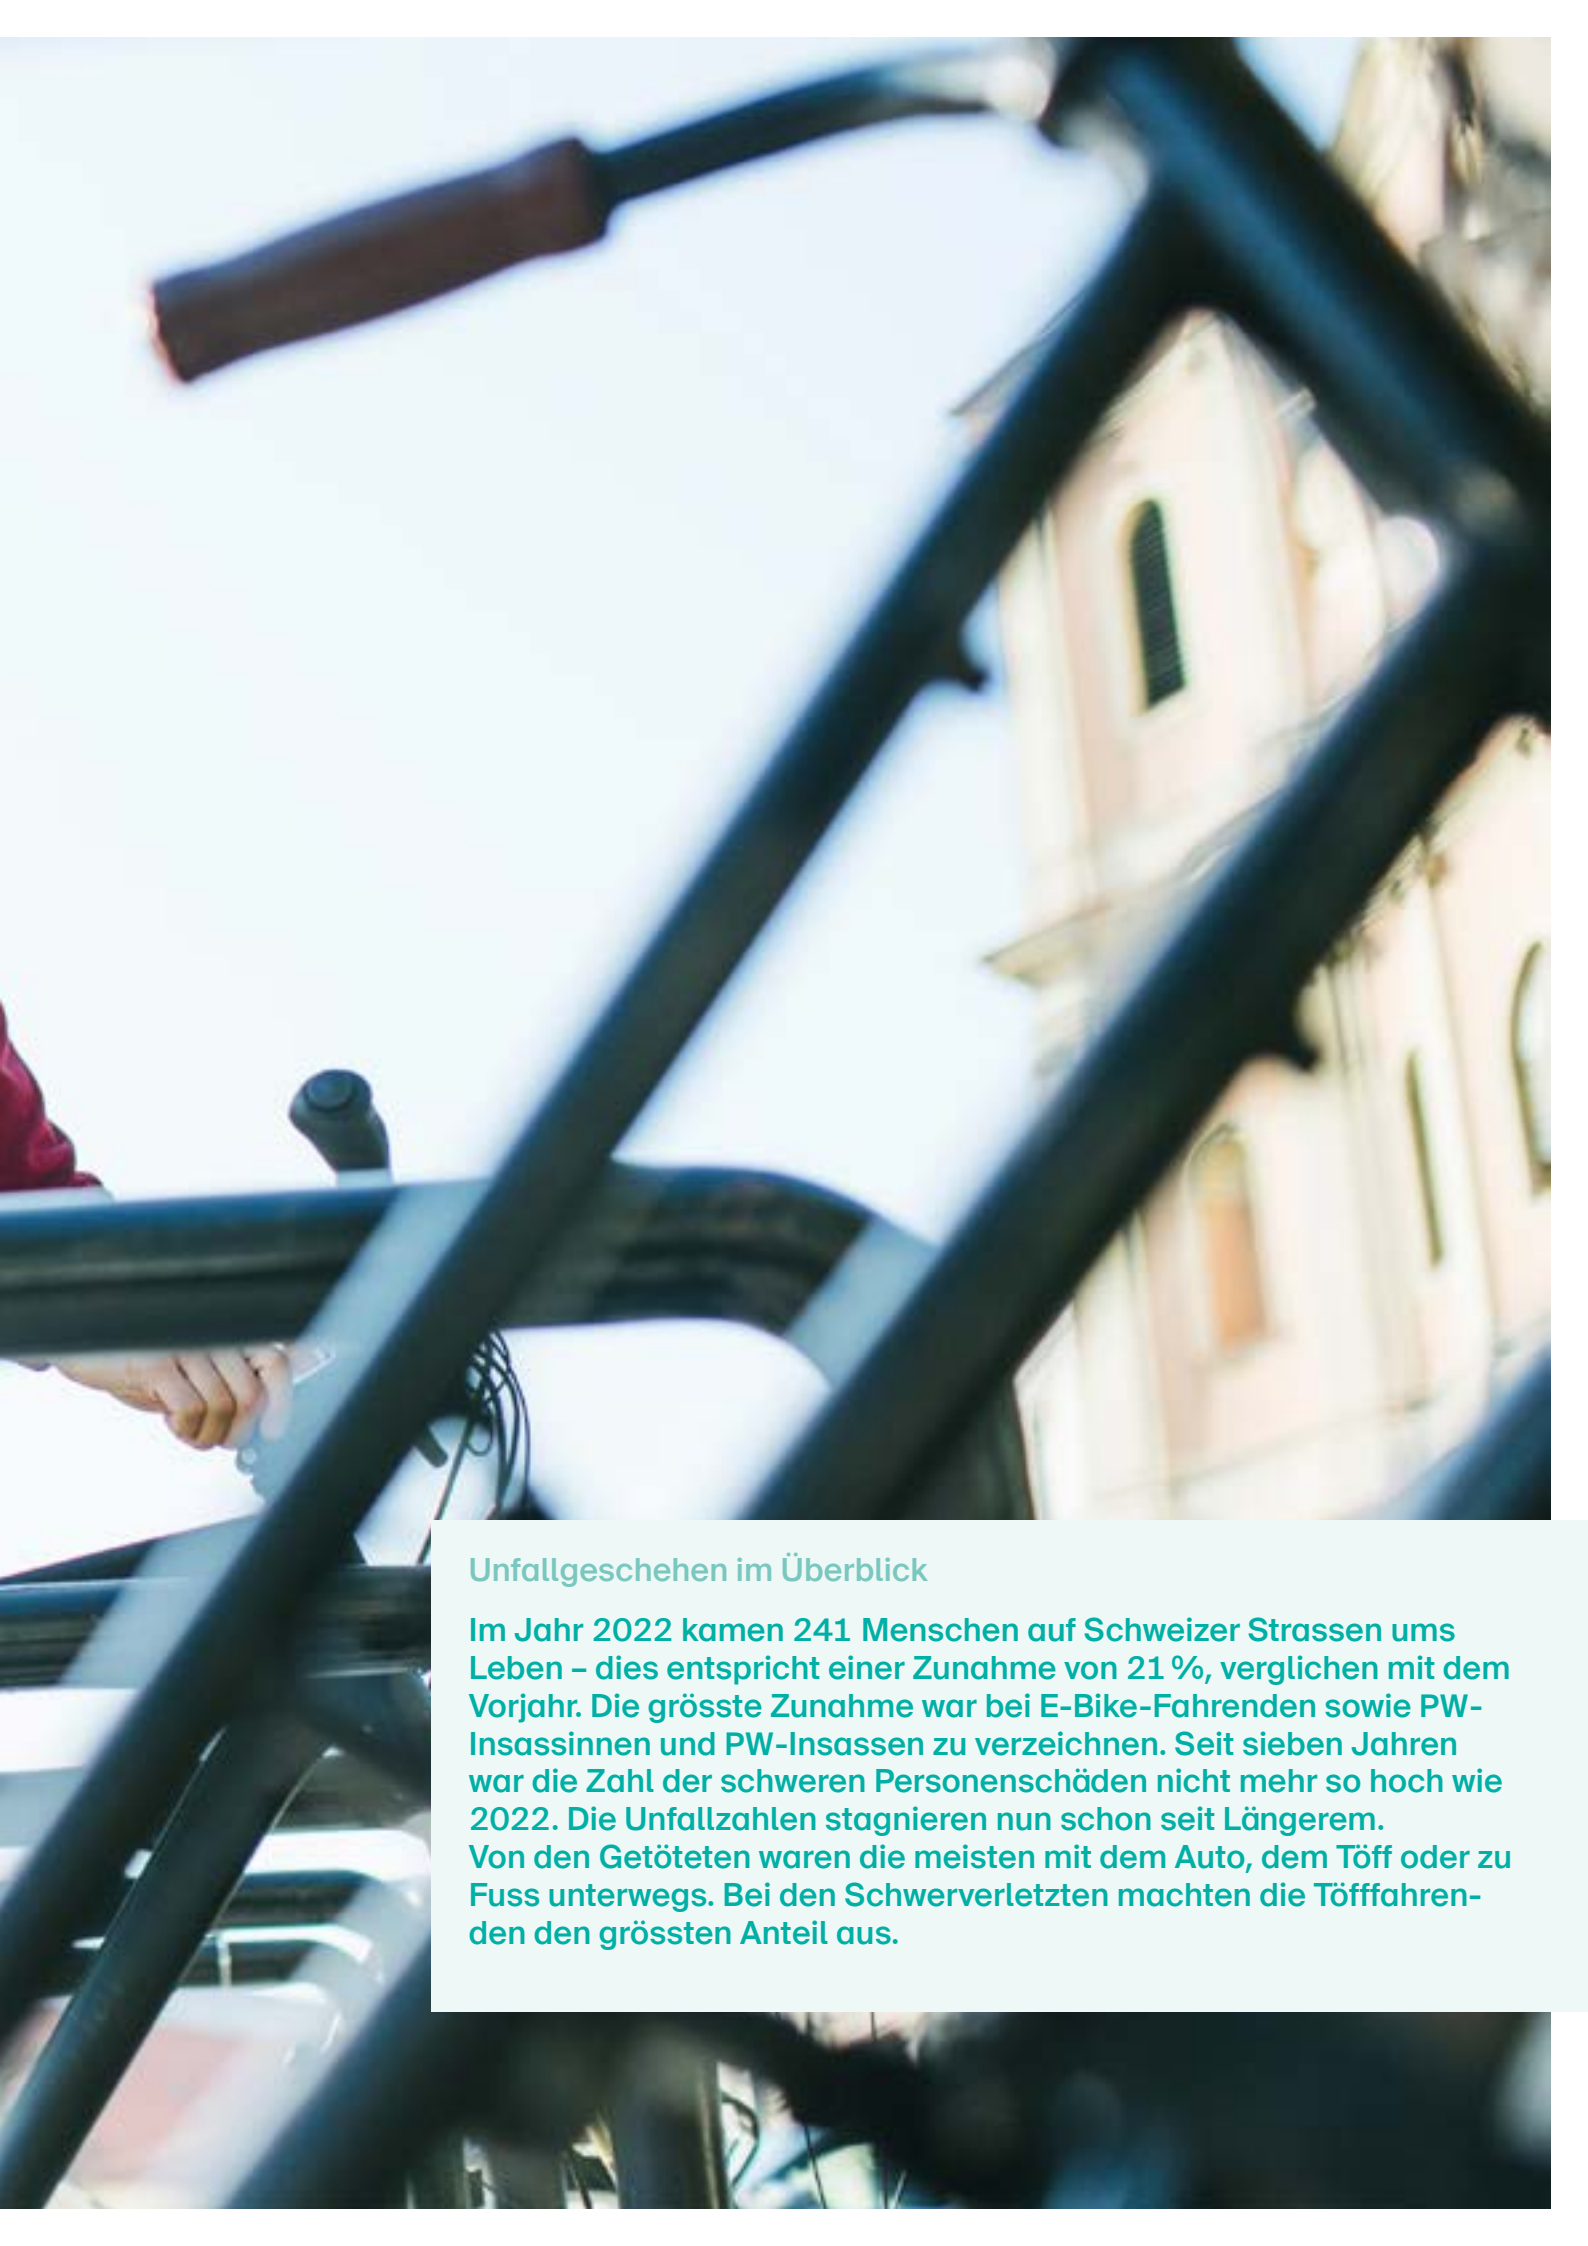 Unfallgeschehen im Überblick
Im Jahr 2022 kamen 241 Menschen auf Schweizer Strassen ums
Leben – dies entspricht einer Zunahme von 21 %, verglichen mit dem
Vorjahr. Die grösste Zunahme war bei E-Bike-Fahrenden sowie PW-
Insassinnen und PW-Insassen zu verzeichnen. Seit sieben Jahren
war die Zahl der schweren Personenschäden nicht mehr so hoch wie
2022. Die Unfallzahlen stagnieren nun schon seit Längerem.
Von den Getöteten waren die meisten mit dem Auto, dem Töff oder zu
Fuss unterwegs. Bei den Schwerverletzten machten die Töfffahren-
den den grössten Anteil aus.